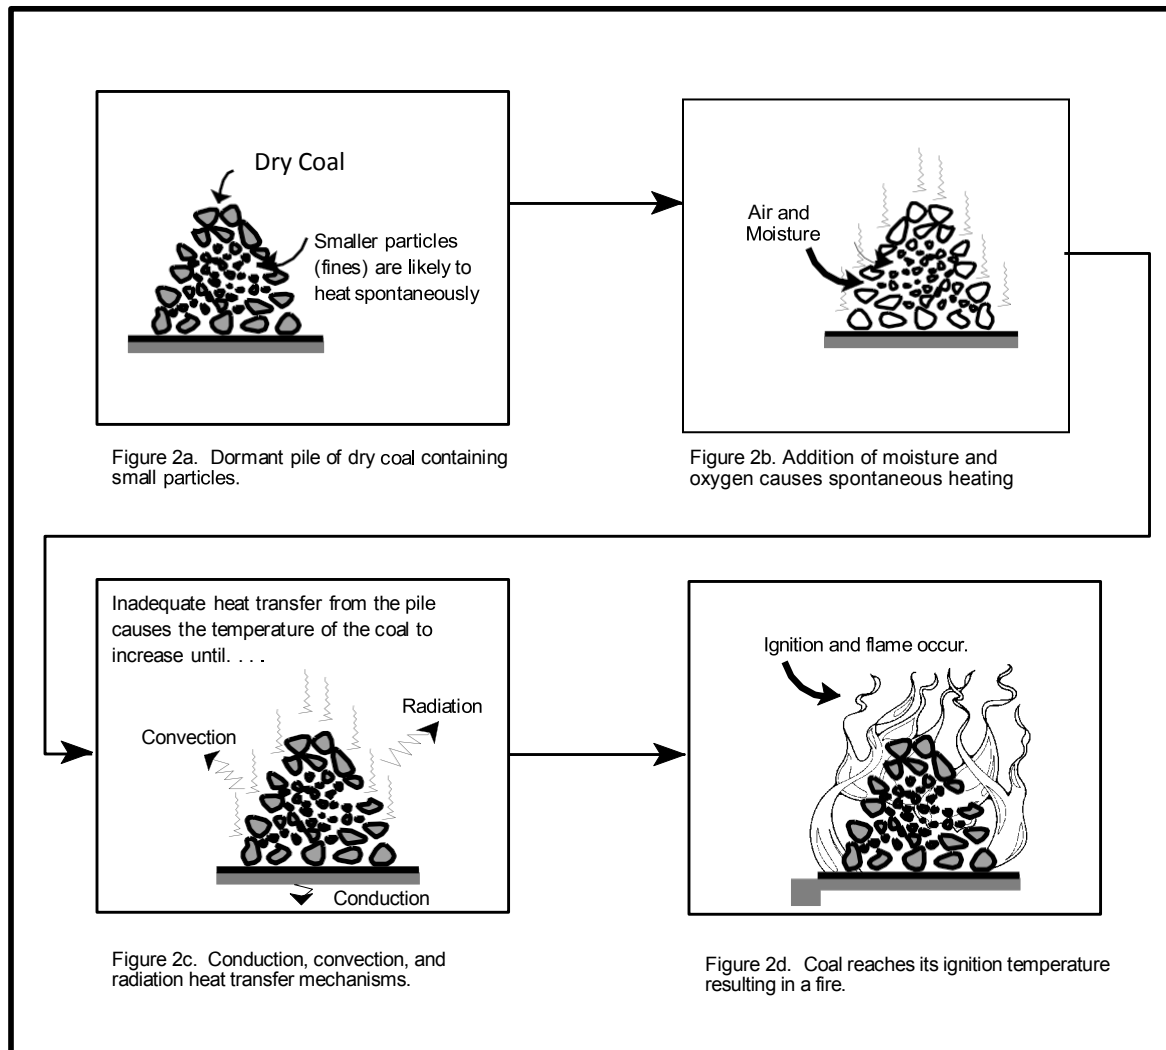 Dry Coal
Smaller particles
(fines) are likely to
heat spontaneously
Figure 2a. Dormant pile of dry coal containing
small particles.
Air and
Moisture
Figure 2b. Addition of moisture and
oxygen causes spontaneous heating
Inadequate heat transfer from the pile
causes the temperature of the coal to
increase until. . . .
Radiation
Convection
Conduction
Figure 2c. Conduction, convection, and
radiation heat transfer mechanisms.
Ignition and flame occur.
Figure 2d. Coal reaches its ignition temperature
resulting in a fire.